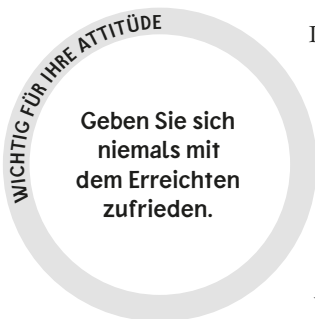 WICHTIG FÜR IHRE ATTITÜDE
Geben Sie sich
niemals mit
dem Erreichten
zufrieden.